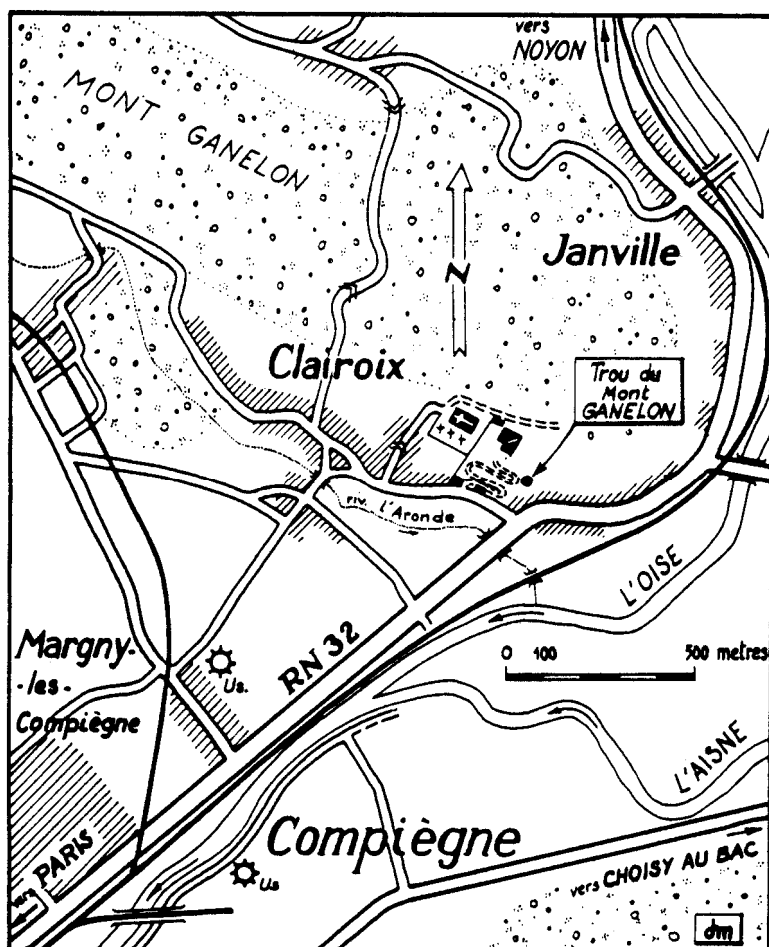 vers
NOYON
MONT GANELON
N
Janville
Clairoix
Trou du
Mont
GANELON
riv. l'Aronde
L'OISE
RN 32
0 100 500 metres
Margny-
-les-
Compiègne
Us.
L'AISNE
Compiègne
vers PARIS
Us
vers CHOISY AU BAC
dm